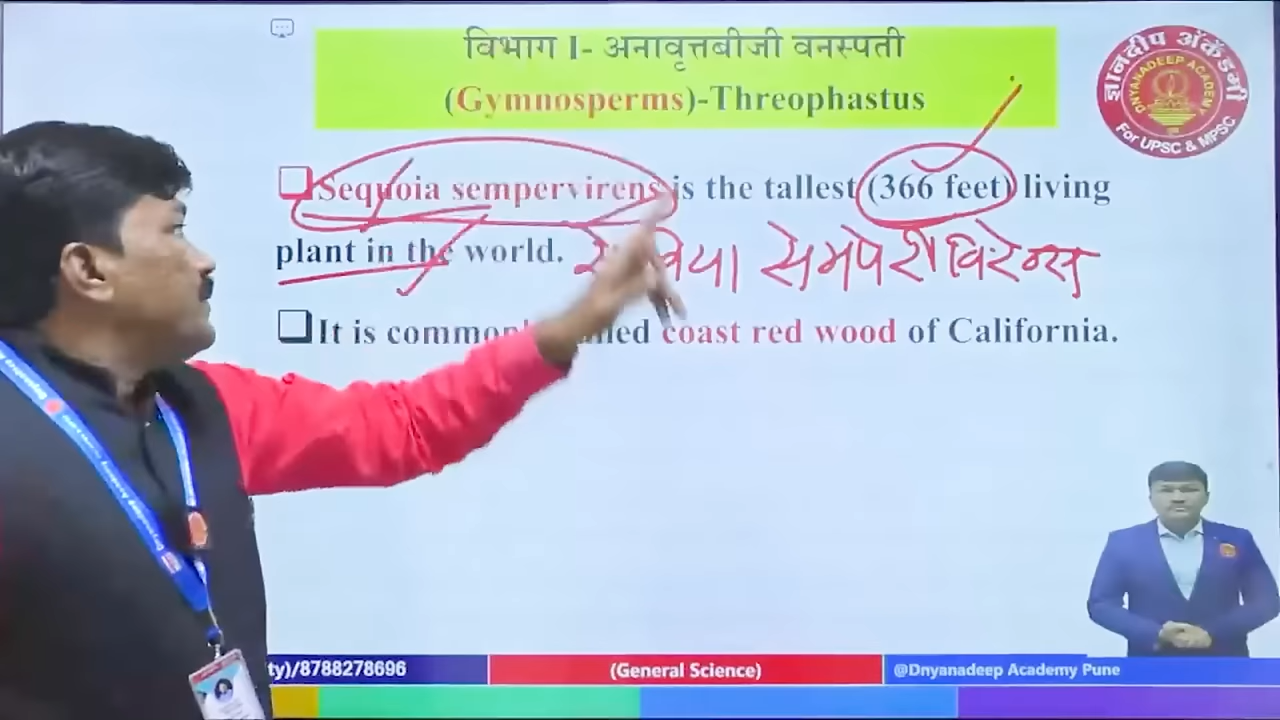 विभाग I- अनावृत्तबीजी वनस्पती
(Gymnosperms)-Threophastus
Sequoia sempervirens is the tallest (366 feet) living
plant in the world.
समपेरीविरेन्स
It is coast red wood of California.
ज्ञानदीप अॅकॅडमी
DNYANADEEP ACADEMY
For UPSC & MPSC
ty)/8788278696
(General Science)
@Dnyanadeep Academy Pune